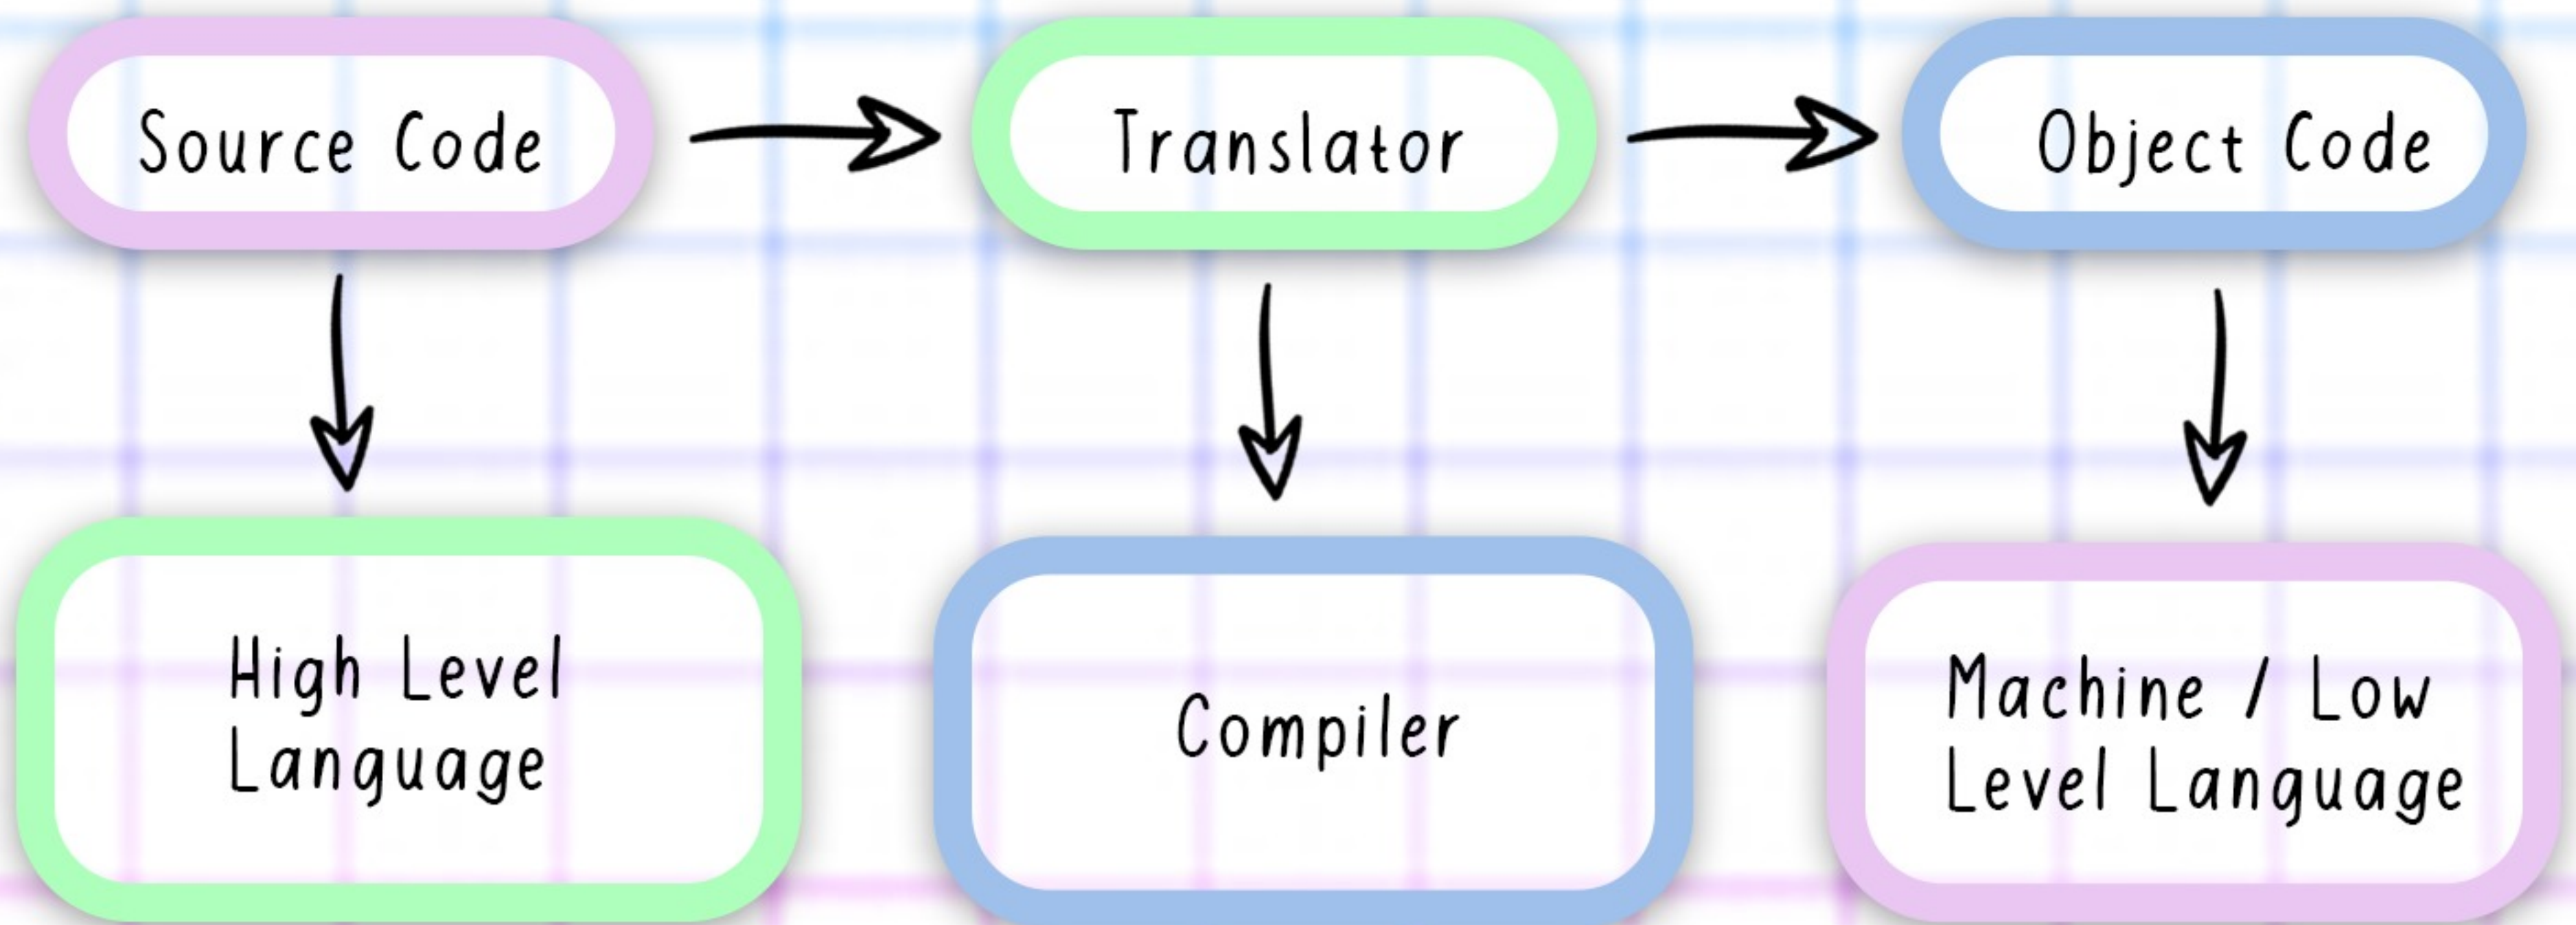 Source Code
Translator
Object Code
High Level
Language
Compiler
Machine / Low
Level Language